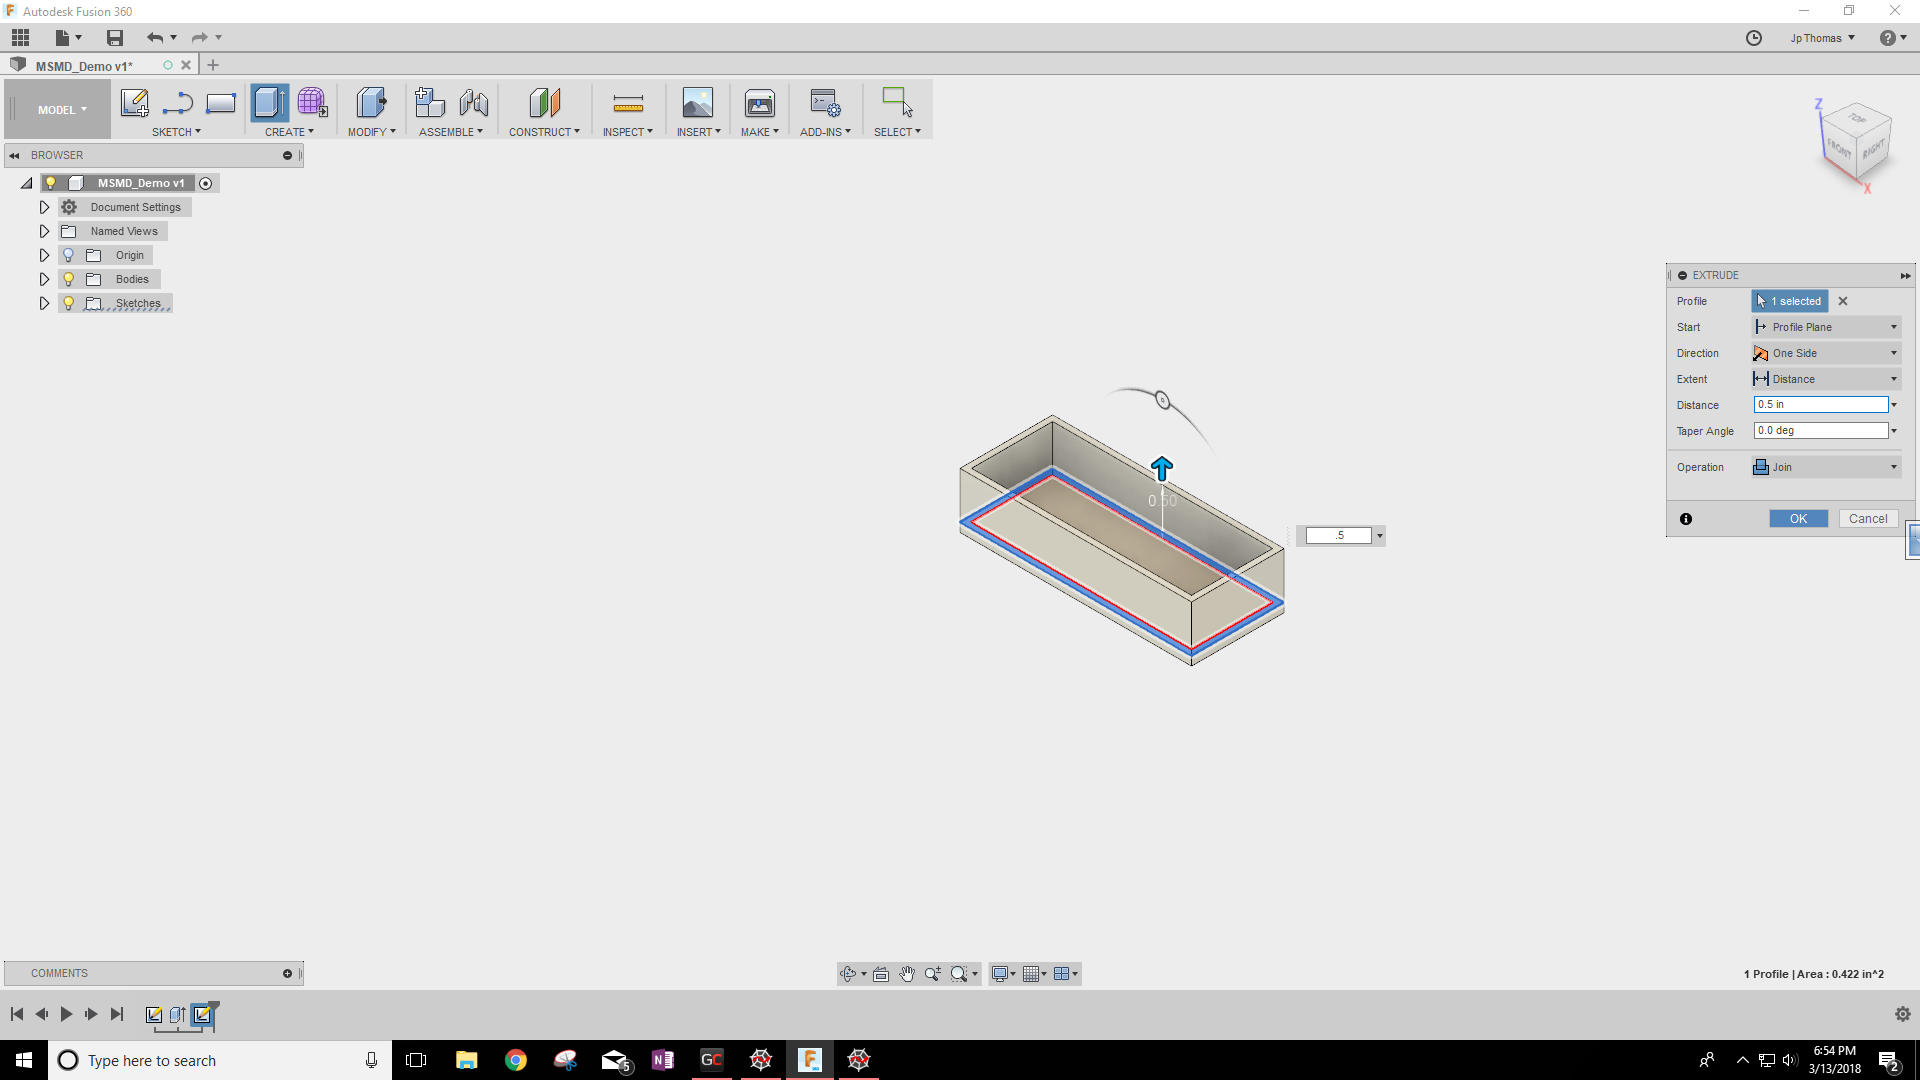 Autodesk Fusion 360
Jp Thomas
MSMD_Demo v1*
MODEL
SKETCH
CREATE
MODIFY
ASSEMBLE
CONSTRUCT
INSPECT
INSERT
MAKE
ADD-INS
SELECT
Z
TOP
FRONT
RIGHT
X
BROWSER
MSMD_Demo v1
Document Settings
Named Views
Origin
Bodies
Sketches
EXTRUDE
Profile 1 selected
Start Profile Plane
Direction One Side
Extent Distance
Distance 0.5 in
Taper Angle 0.0 deg
Operation Join
OK Cancel
0.50
.5
COMMENTS
1 Profile | Area : 0.422 in^2
Type here to search
5
N
GC
F
6:54 PM
3/13/2018
2